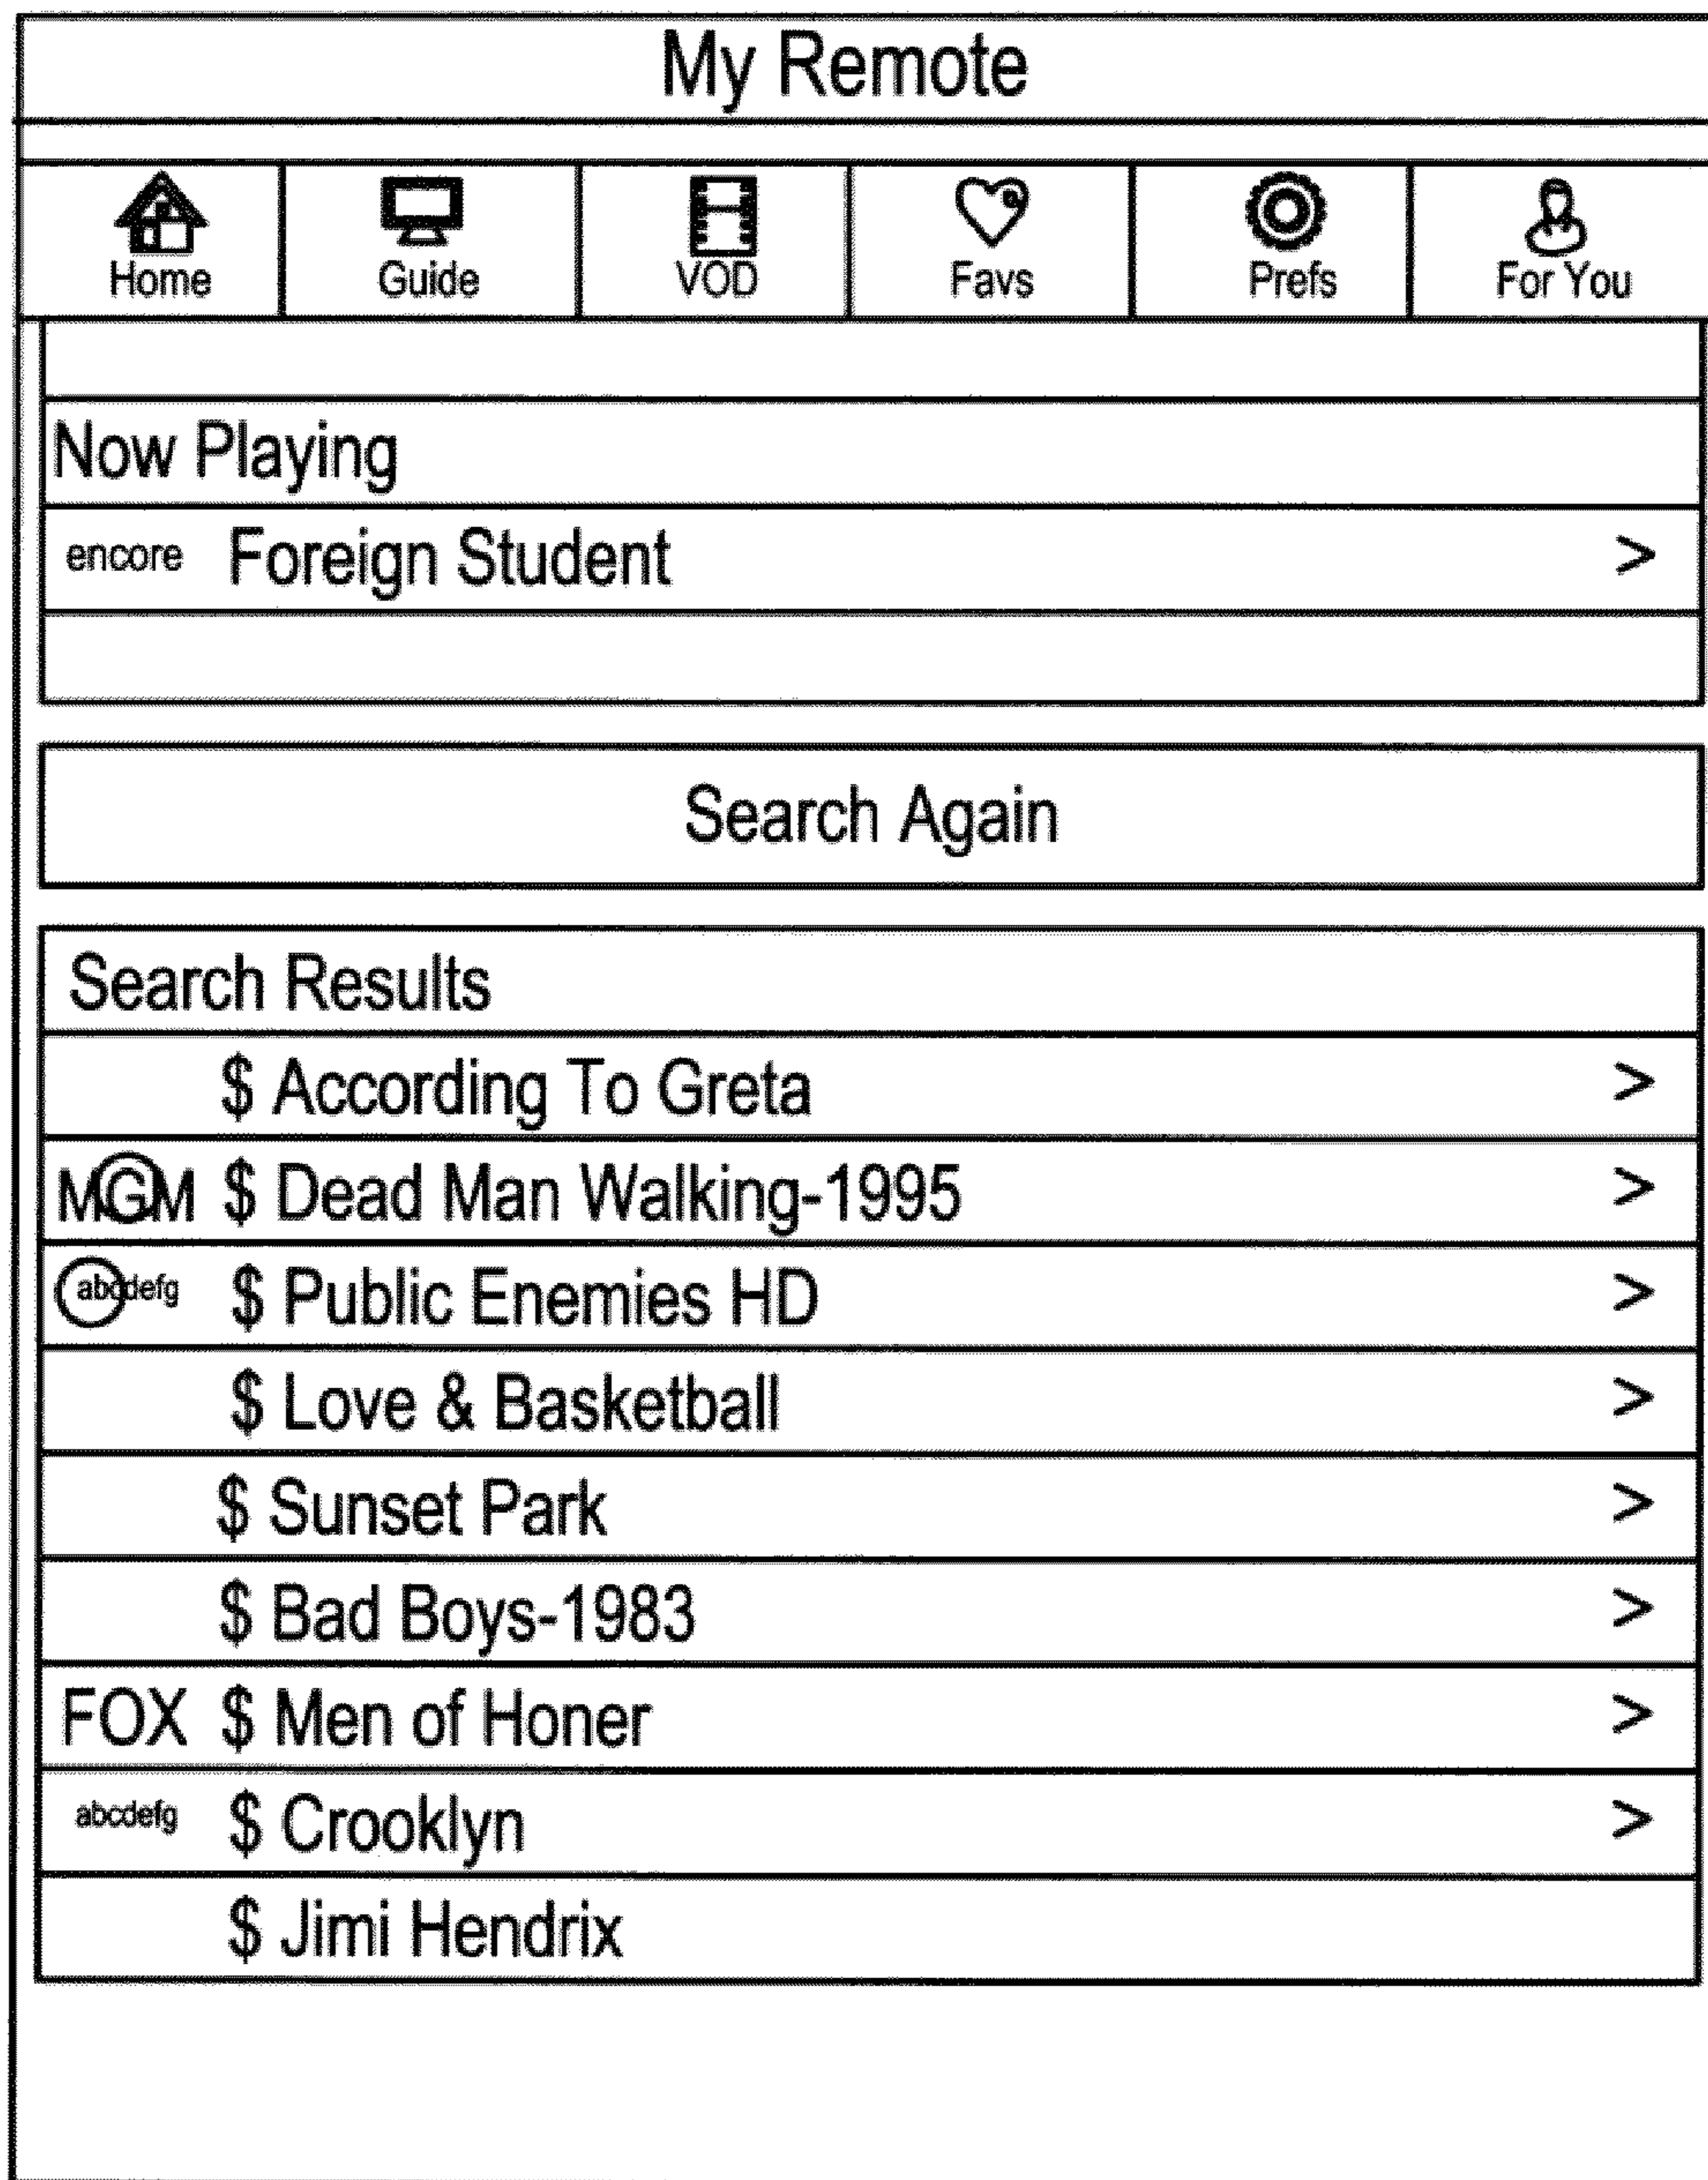 My Remote
Home Guide VOD Favs Prefs For You
Now Playing
encore Foreign Student >
Search Again
Search Results
$ According To Greta >
MGM $ Dead Man Walking-1995 >
abcdefg $ Public Enemies HD >
$ Love & Basketball >
$ Sunset Park >
$ Bad Boys-1983 >
FOX $ Men of Honer >
abcdefg $ Crooklyn >
$ Jimi Hendrix